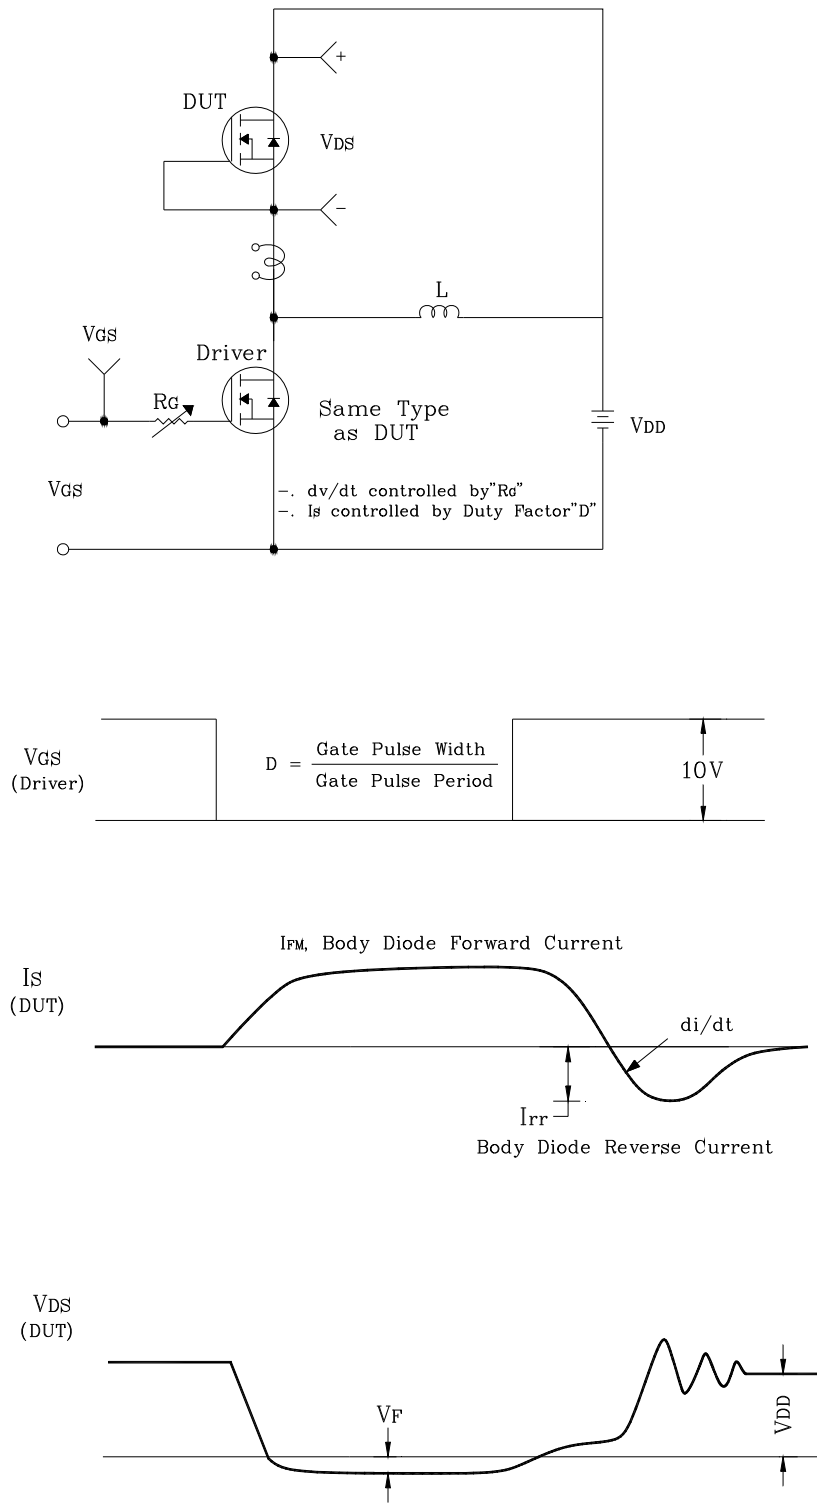 +
DUT
VDS
−
L
VGS
Driver
RG
Same Type
as DUT
VDD
VGS
−. dv/dt controlled by"RG"
−. Is controlled by Duty Factor"D"
VGS
(Driver)
D = Gate Pulse Width
Gate Pulse Period
10V
IFM, Body Diode Forward Current
IS
(DUT)
di/dt
Irr
Body Diode Reverse Current
VDS
(DUT)
VF
VDD